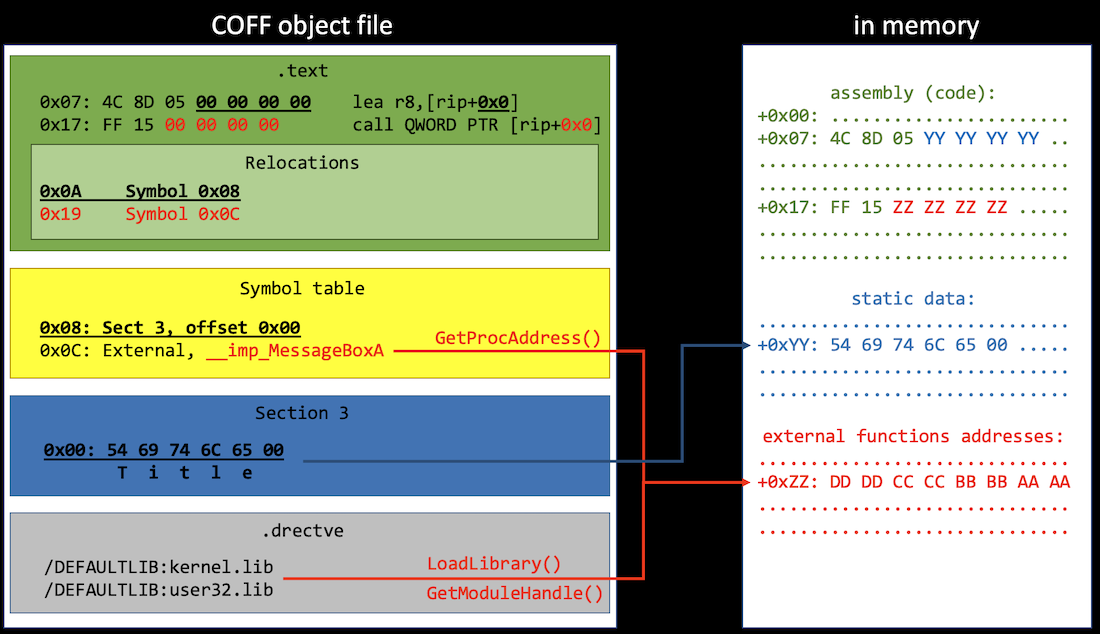 COFF object file
.text
0x07: 4C 8D 05 00 00 00 00 lea r8,[rip+0x0]
0x17: FF 15 00 00 00 00 call QWORD PTR [rip+0x0]
Relocations
0x0A Symbol 0x08
0x19 Symbol 0x0C
Symbol table
0x08: Sect 3, offset 0x00
0x0C: External, __imp_MessageBoxA
GetProcAddress()
Section 3
0x00: 54 69 74 6C 65 00
T i t l e
.drectve
/DEFAULTLIB:kernel.lib
/DEFAULTLIB:user32.lib
LoadLibrary()
GetModuleHandle()
in memory
assembly (code):
+0x00: .......................
+0x07: 4C 8D 05 YY YY YY YY ..
..............................
..............................
+0x17: FF 15 ZZ ZZ ZZ ZZ .....
..............................
..............................
static data:
..............................
+0xYY: 54 69 74 6C 65 00 .....
..............................
..............................
external functions addresses:
..............................
+0xZZ: DD DD CC CC BB BB AA AA
..............................
..............................